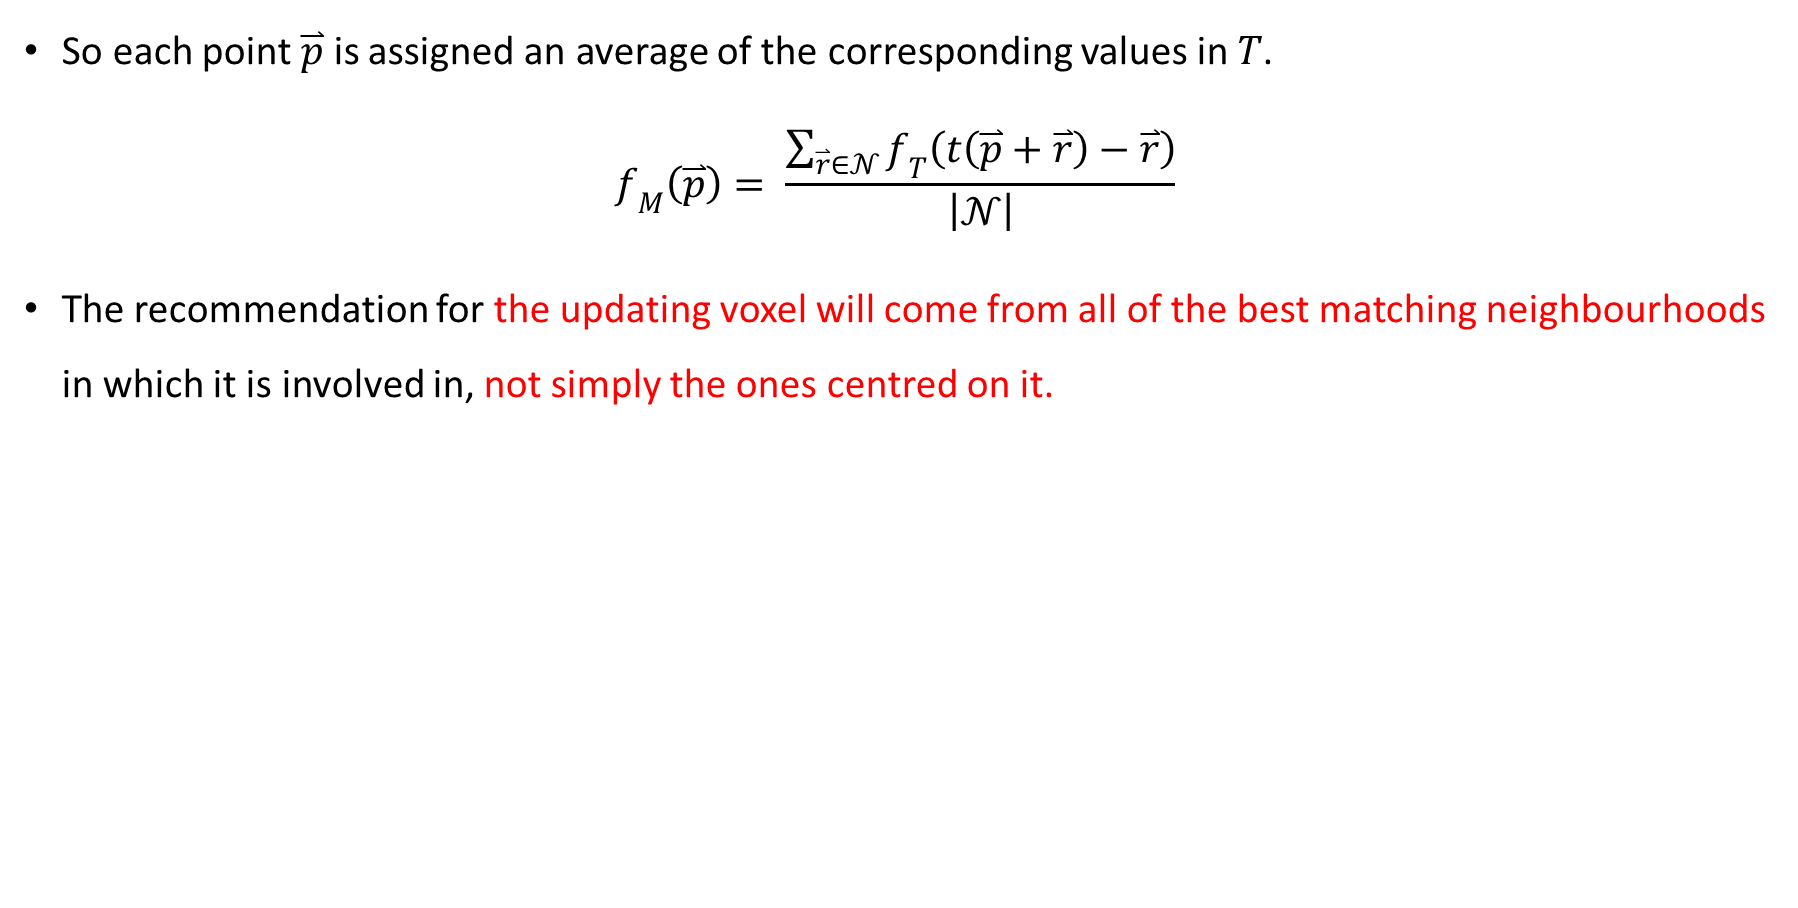 • So each point p⃗ is assigned an average of the corresponding values in T.
f_M(p⃗) = ∑_{r⃗∈𝒩} f_T(t(p⃗ + r⃗) − r⃗) / |𝒩|
• The recommendation for the updating voxel will come from all of the best matching neighbourhoods
in which it is involved in, not simply the ones centred on it.